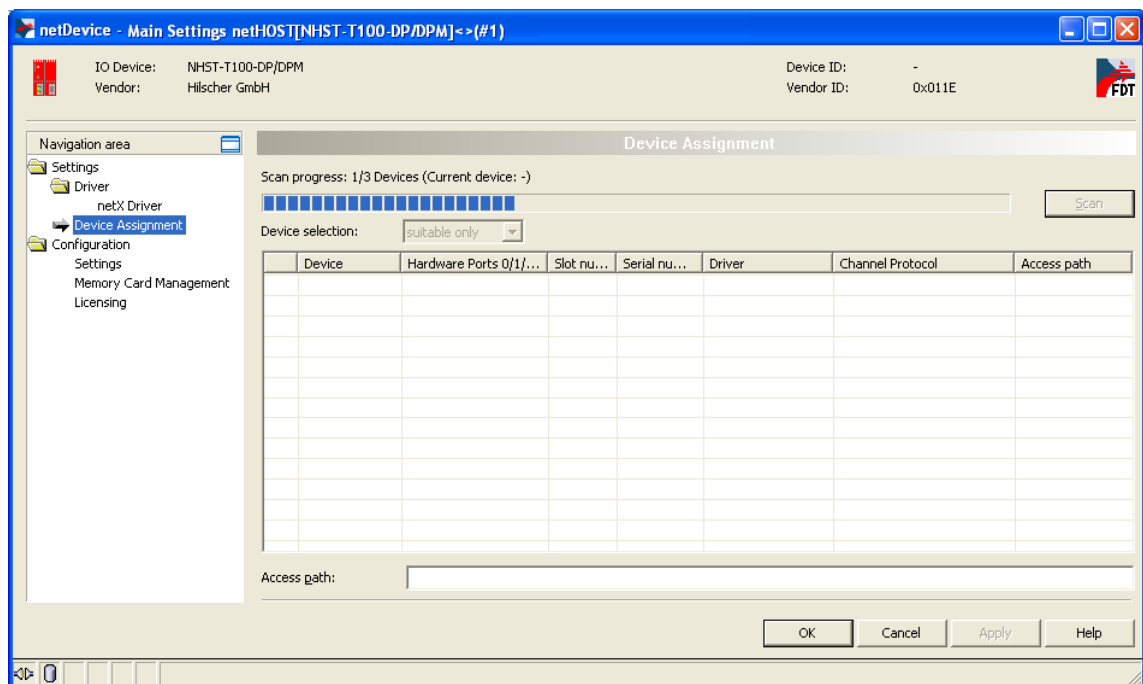 netDevice - Main Settings netHOST[NHST-T100-DP/DPM]<>(#1)
IO Device: NHST-T100-DP/DPM Device ID: -
Vendor: Hilscher GmbH Vendor ID: 0x011E
FDT
Navigation area
Settings
Driver
netX Driver
Device Assignment
Configuration
Settings
Memory Card Management
Licensing
Device Assignment
Scan progress: 1/3 Devices (Current device: -)
Scan
Device selection: suitable only
Device Hardware Ports 0/1/... Slot nu... Serial nu... Driver Channel Protocol Access path
Access path:
OK Cancel Apply Help